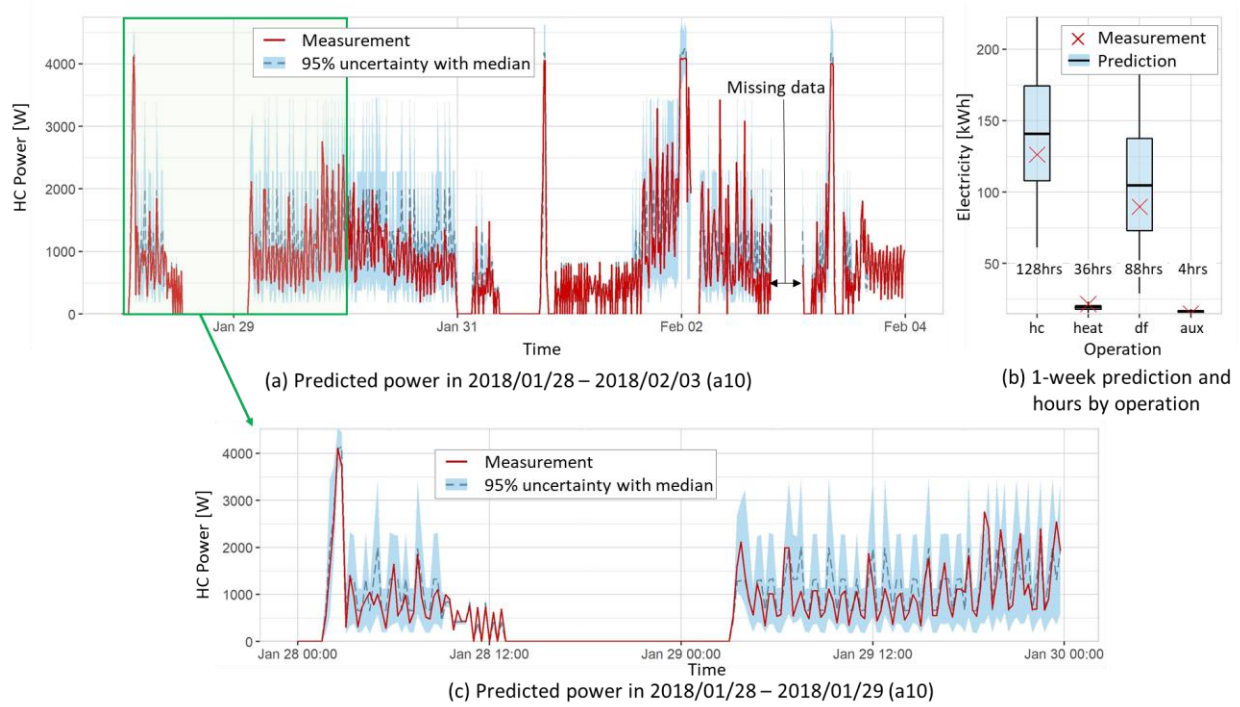 HC Power [W]
4000
3000
2000
1000
0
Measurement
95% uncertainty with median
Missing data
Jan 29
Jan 31
Feb 02
Feb 04
Time
(a) Predicted power in 2018/01/28 – 2018/02/03 (a10)
Electricity [kWh]
200
150
100
50
Measurement
Prediction
128hrs
36hrs
88hrs
4hrs
hc
heat
df
aux
Operation
(b) 1-week prediction and
hours by operation
HC Power [W]
4000
3000
2000
1000
0
Measurement
95% uncertainty with median
Jan 28 00:00
Jan 28 12:00
Jan 29 00:00
Jan 29 12:00
Jan 30 00:00
Time
(c) Predicted power in 2018/01/28 – 2018/01/29 (a10)